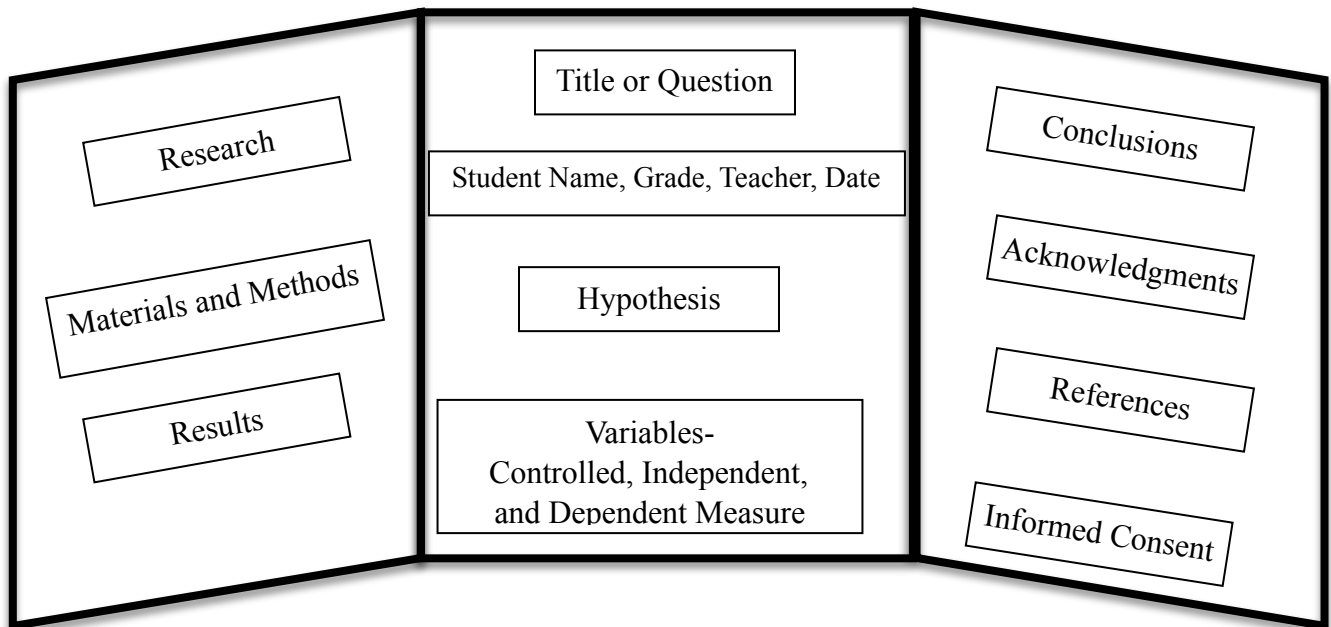 Research
Materials and Methods
Results
Title or Question
Student Name, Grade, Teacher, Date
Hypothesis
Variables-
Controlled, Independent,
and Dependent Measure
Conclusions
Acknowledgments
References
Informed Consent